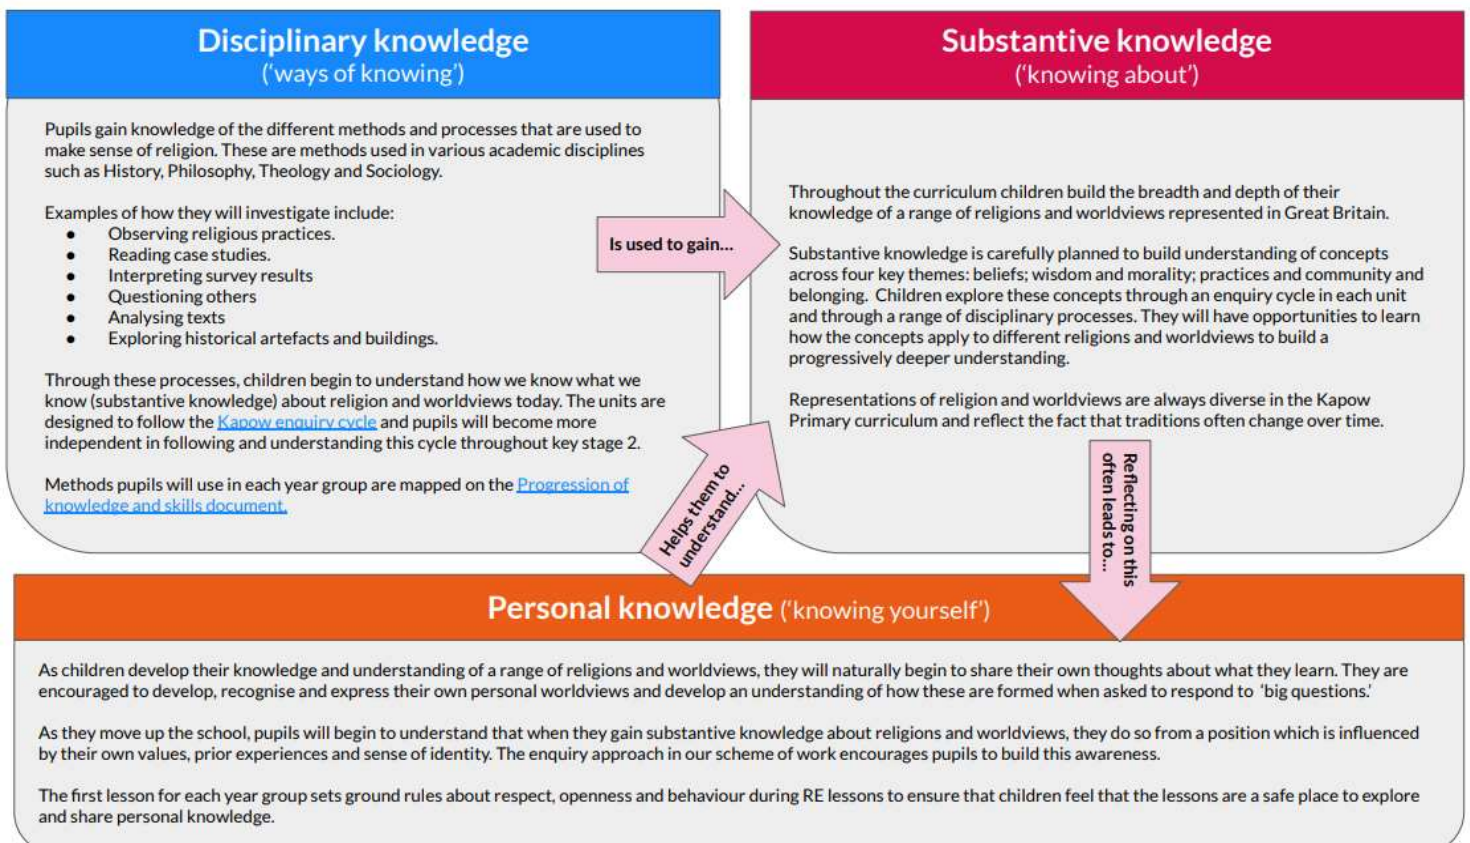 Disciplinary knowledge
('ways of knowing')
Pupils gain knowledge of the different methods and processes that are used to
make sense of religion. These are methods used in various academic disciplines
such as History, Philosophy, Theology and Sociology.
Examples of how they will investigate include:
● Observing religious practices.
● Reading case studies.
● Interpreting survey results
● Questioning others
● Analysing texts
● Exploring historical artefacts and buildings.
Through these processes, children begin to understand how we know what we
know (substantive knowledge) about religion and worldviews today. The units are
designed to follow the Kapow enquiry cycle and pupils will become more
independent in following and understanding this cycle throughout key stage 2.
Methods pupils will use in each year group are mapped on the Progression of
knowledge and skills document.
Is used to gain...
Substantive knowledge
('knowing about')
Throughout the curriculum children build the breadth and depth of their
knowledge of a range of religions and worldviews represented in Great Britain.
Substantive knowledge is carefully planned to build understanding of concepts
across four key themes: beliefs; wisdom and morality; practices and community and
belonging. Children explore these concepts through an enquiry cycle in each unit
and through a range of disciplinary processes. They will have opportunities to learn
how the concepts apply to different religions and worldviews to build a
progressively deeper understanding.
Representations of religion and worldviews are always diverse in the Kapow
Primary curriculum and reflect the fact that traditions often change over time.
Helps them to
understand...
Reflecting on this
often leads to...
Personal knowledge ('knowing yourself')
As children develop their knowledge and understanding of a range of religions and worldviews, they will naturally begin to share their own thoughts about what they learn. They are
encouraged to develop, recognise and express their own personal worldviews and develop an understanding of how these are formed when asked to respond to 'big questions.'
As they move up the school, pupils will begin to understand that when they gain substantive knowledge about religions and worldviews, they do so from a position which is influenced
by their own values, prior experiences and sense of identity. The enquiry approach in our scheme of work encourages pupils to build this awareness.
The first lesson for each year group sets ground rules about respect, openness and behaviour during RE lessons to ensure that children feel that the lessons are a safe place to explore
and share personal knowledge.